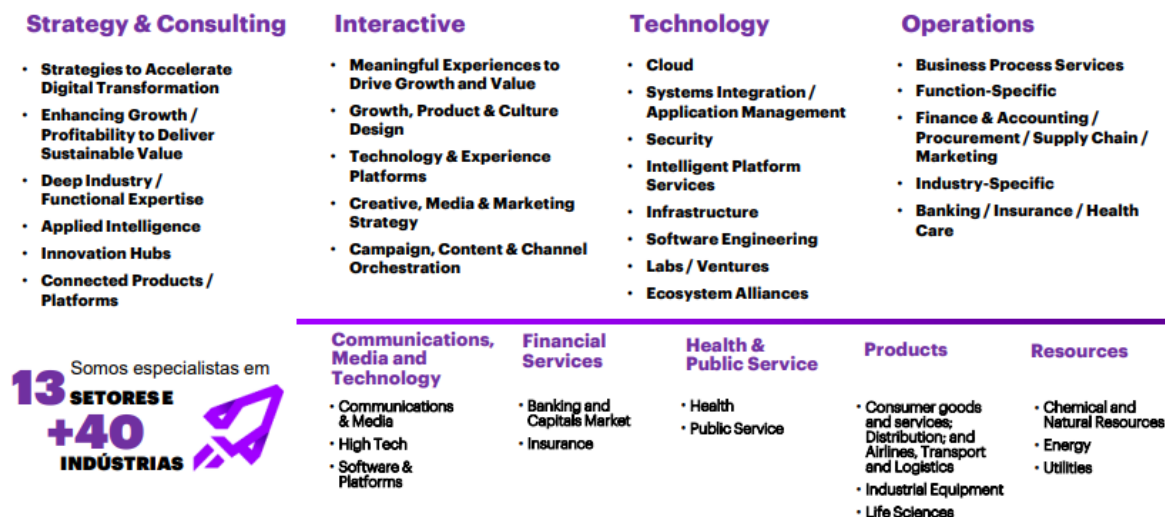 Strategy & Consulting
• Strategies to Accelerate
Digital Transformation
• Enhancing Growth /
Profitability to Deliver
Sustainable Value
• Deep Industry /
Functional Expertise
• Applied Intelligence
• Innovation Hubs
• Connected Products /
Platforms
Interactive
• Meaningful Experiences to
Drive Growth and Value
• Growth, Product & Culture
Design
• Technology & Experience
Platforms
• Creative, Media & Marketing
Strategy
• Campaign, Content & Channel
Orchestration
Technology
• Cloud
• Systems Integration /
Application Management
• Security
• Intelligent Platform
Services
• Infrastructure
• Software Engineering
• Labs / Ventures
• Ecosystem Alliances
Operations
• Business Process Services
• Function-Specific
• Finance & Accounting /
Procurement / Supply Chain /
Marketing
• Industry-Specific
• Banking / Insurance / Health
Care
Somos especialistas em
13 SETORES E
+40
INDÚSTRIAS
Communications,
Media and
Technology
• Communications
& Media
• High Tech
• Software &
Platforms
Financial
Services
• Banking and
Capitals Market
• Insurance
Health &
Public Service
• Health
• Public Service
Products
• Consumer goods
and services;
Distribution; and
Airlines, Transport
and Logistics
• Industrial Equipment
• Life Sciences
Resources
• Chemical and
Natural Resources
• Energy
• Utilities